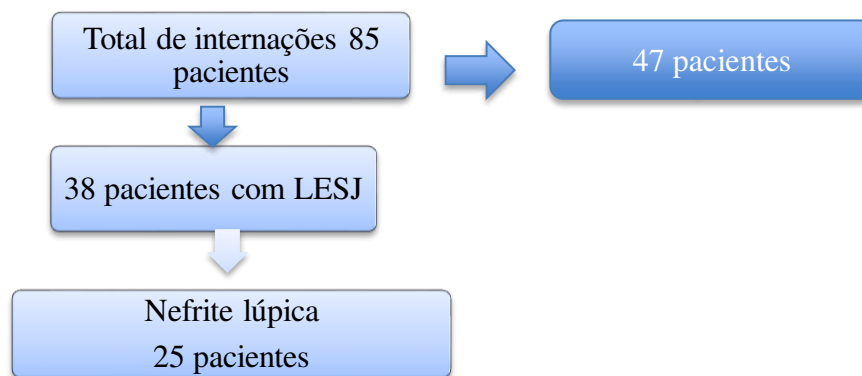 Total de internações 85
pacientes
47 pacientes
38 pacientes com LESJ
Nefrite lúpica
25 pacientes